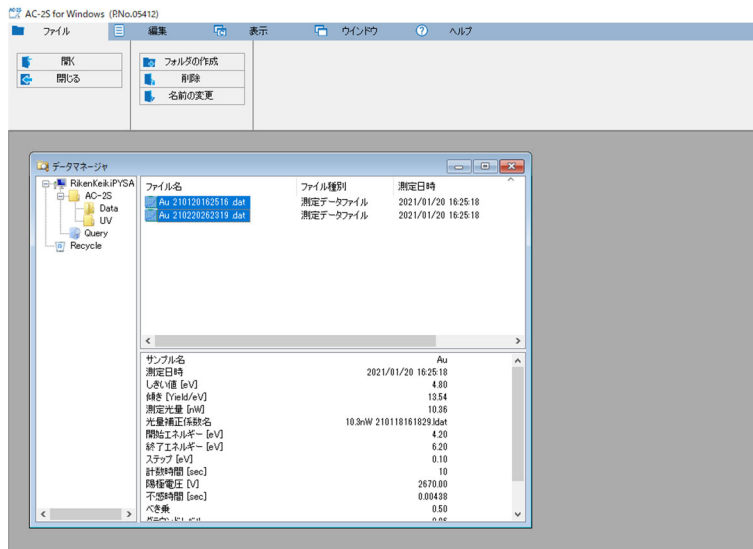 AC-2S for Windows (P.No.05412)
ファイル 編集 表示 ウインドウ ヘルプ
開く
閉じる
フォルダの作成
削除
名前の変更
データマネージャ
RikenKeikiPYSA
AC-2S
Data
UV
Query
Recycle
ファイル名 ファイル種別 測定日時
Au 210120162516 .dat 測定データファイル 2021/01/20 16:25:18
Au 210220262319 .dat 測定データファイル 2021/01/20 16:25:18
サンプル名 Au
測定日時 2021/01/20 16:25:18
しきい値 [eV] 4.80
傾き [Yield/eV] 13.54
測定光量 [nW] 10.36
光量補正係数名 10.3nW 210118161829.ldat
開始エネルギー [eV] 4.20
終了エネルギー [eV] 6.20
ステップ [eV] 0.10
計数時間 [sec] 10
陽極電圧 [V] 2670.00
不感時間 [sec] 0.00438
べき乗 0.50